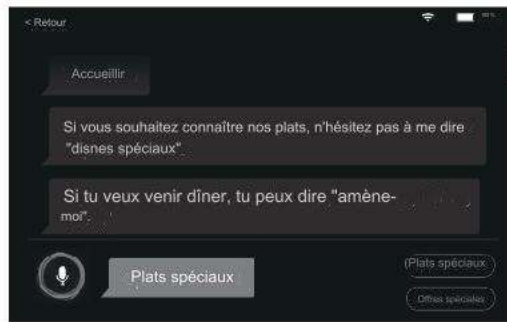 < Retour
Accueillir
Si vous souhaitez connaître nos plats, n'hésitez pas à me dire
"disnes spéciaux".
Si tu veux venir dîner, tu peux dire "amène-
moi".
Plats spéciaux
(Plats spéciaux
Offres spéciales